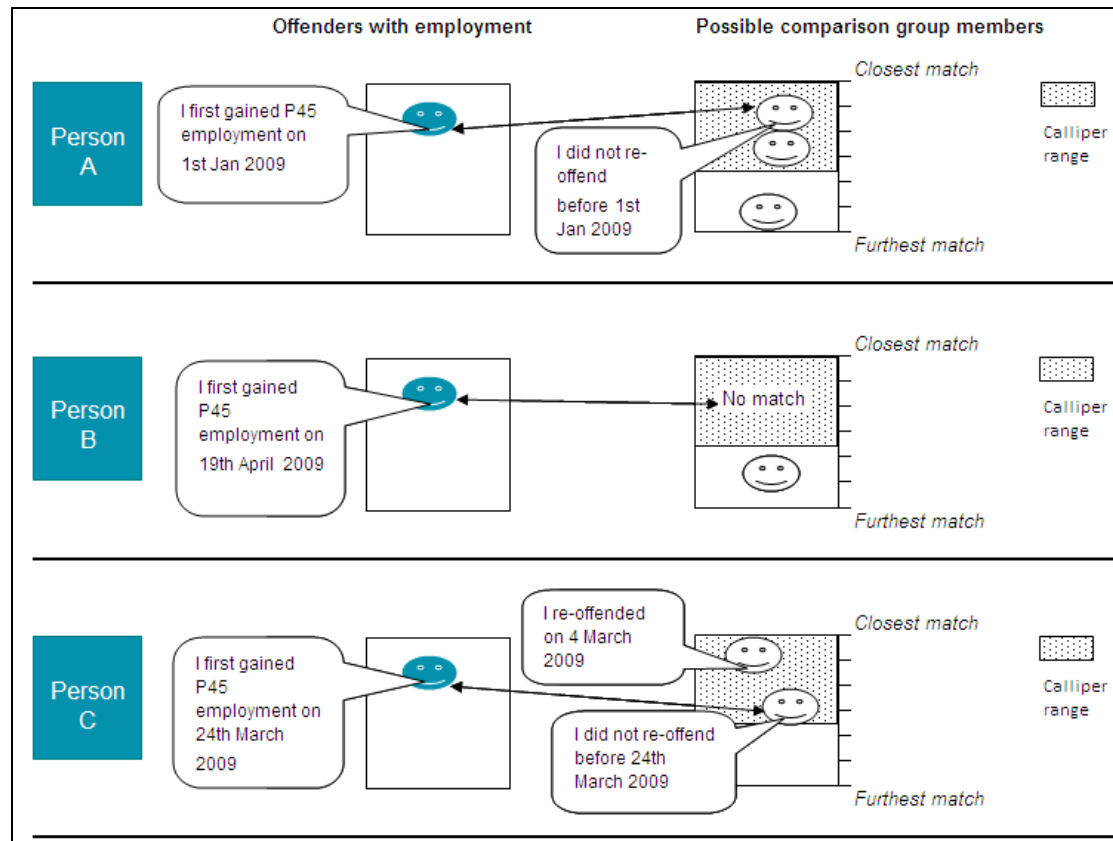 Offenders with employment
Possible comparison group members
Person
A
I first gained P45
employment on
1st Jan 2009
I did not re-
offend
before 1st
Jan 2009
Closest match
Furthest match
Calliper
range
Person
B
I first gained
P45
employment on
19th April 2009
No match
Closest match
Furthest match
Calliper
range
Person
C
I first gained
P45
employment on
24th March
2009
I re-offended
on 4 March
2009
I did not re-offend
before 24th
March 2009
Closest match
Furthest match
Calliper
range